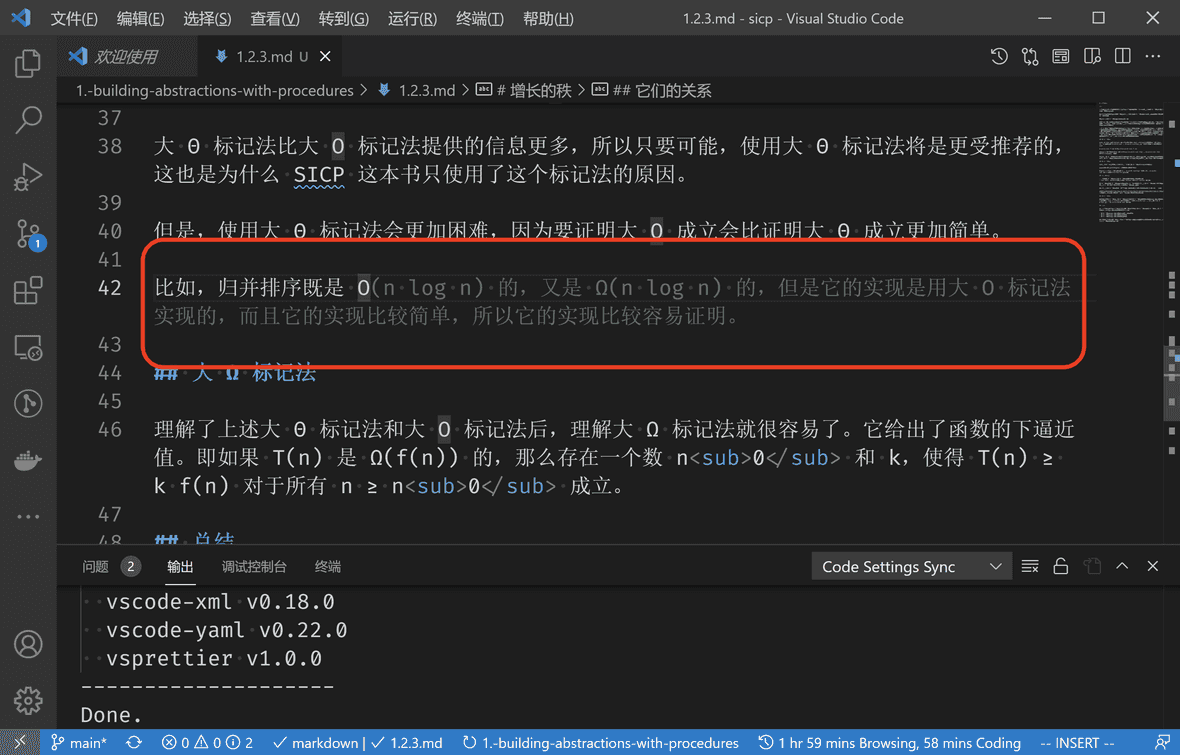 文件(F) 编辑(E) 选择(S) 查看(V) 转到(G) 运行(R) 终端(T) 帮助(H) 1.2.3.md - sicp - Visual Studio Code
欢迎使用 1.2.3.md U
1.-building-abstractions-with-procedures > 1.2.3.md > # 增长的秩 > ## 它们的关系
37
38 大 Θ 标记法比大 O 标记法提供的信息更多，所以只要可能，使用大 Θ 标记法将是更受推荐的，
这也是为什么 SICP 这本书只使用了这个标记法的原因。
39
40 但是，使用大 Θ 标记法会更加困难，因为要证明大 O 成立会比证明大 Θ 成立更加简单。
41
42 比如，归并排序既是 O(n log n) 的，又是 Ω(n log n) 的，但是它的实现是用大 O 标记法
实现的，而且它的实现比较简单，所以它的实现比较容易证明。
43
44 ## 大 Ω 标记法
45
46 理解了上述大 Θ 标记法和大 O 标记法后，理解大 Ω 标记法就很容易了。它给出了函数的下逼近
值。即如果 T(n) 是 Ω(f(n)) 的，那么存在一个数 n<sub>0</sub> 和 k，使得 T(n) ≥
k f(n) 对于所有 n ≥ n<sub>0</sub> 成立。
47
48 ## 总结
问题 2 输出 调试控制台 终端 Code Settings Sync
vscode-xml v0.18.0
vscode-yaml v0.22.0
vsprettier v1.0.0
--------------------
Done.
1
main* 0 0 2 markdown | 1.2.3.md 1.-building-abstractions-with-procedures 1 hr 59 mins Browsing, 58 mins Coding -- INSERT --